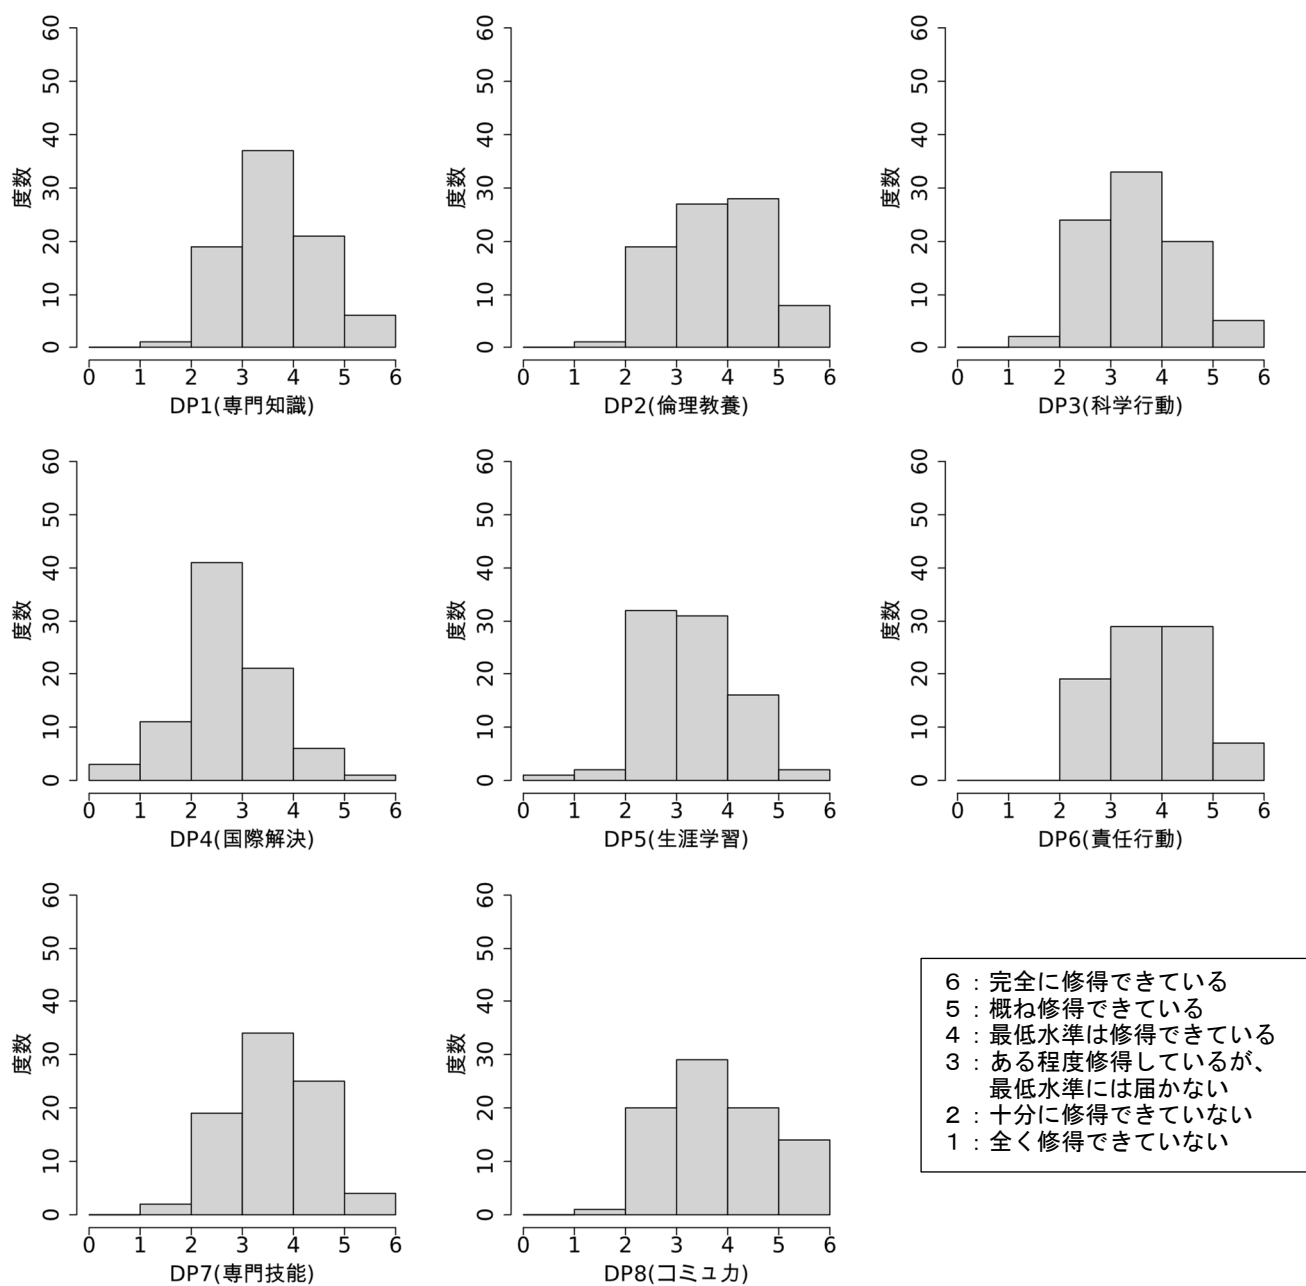 60
50
40
30
20
10
0
度数
0 1 2 3 4 5 6
DP1(専門知識)
60
50
40
30
20
10
0
度数
0 1 2 3 4 5 6
DP2(倫理教養)
60
50
40
30
20
10
0
度数
0 1 2 3 4 5 6
DP3(科学行動)
60
50
40
30
20
10
0
度数
0 1 2 3 4 5 6
DP4(国際解決)
60
50
40
30
20
10
0
度数
0 1 2 3 4 5 6
DP5(生涯学習)
60
50
40
30
20
10
0
度数
0 1 2 3 4 5 6
DP6(責任行動)
60
50
40
30
20
10
0
度数
0 1 2 3 4 5 6
DP7(専門技能)
60
50
40
30
20
10
0
度数
0 1 2 3 4 5 6
DP8(コミュ力)
6：完全に修得できている
5：概ね修得できている
4：最低水準は修得できている
3：ある程度修得しているが、
最低水準には届かない
2：十分に修得できていない
1：全く修得できていない